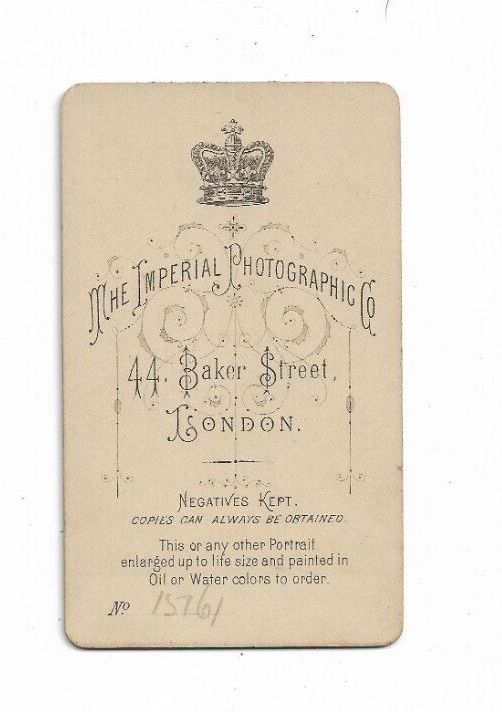 The Imperial Photographic Co
44, Baker Street,
London.
Negatives Kept.
COPIES CAN ALWAYS BE OBTAINED.
This or any other Portrait
enlarged up to life size and painted in
Oil or Water colors to order.
No 15761